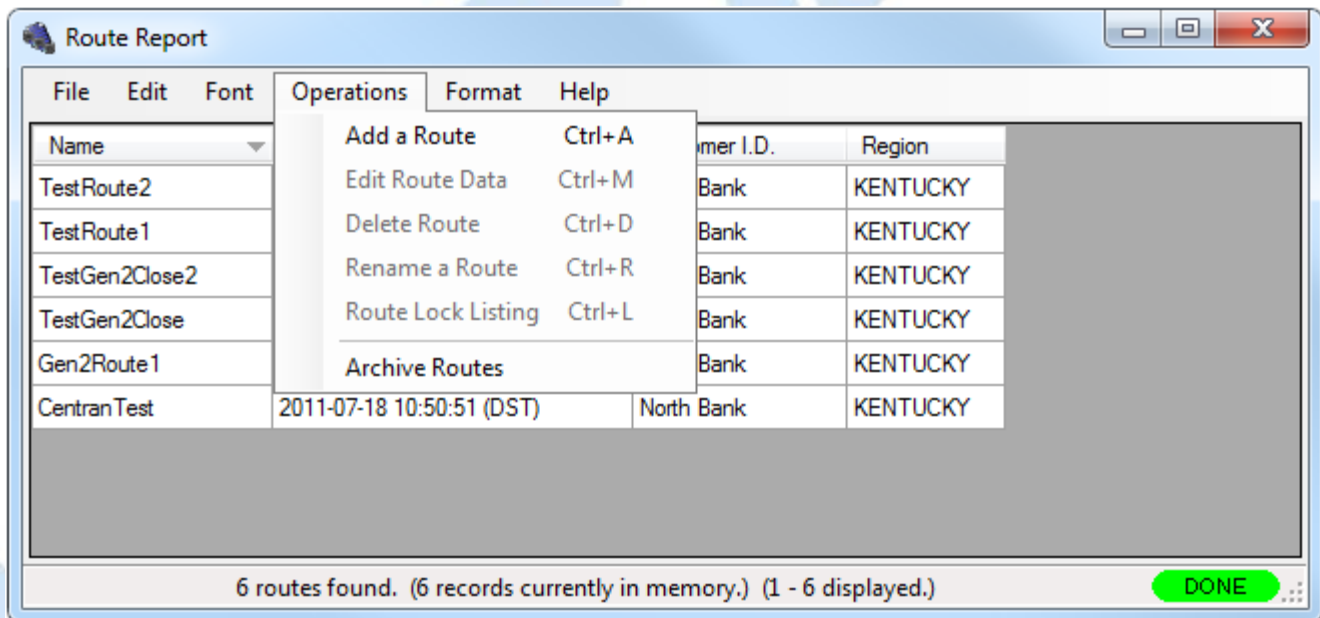 Route Report
File Edit Font Operations Format Help
Add a Route Ctrl+A
Edit Route Data Ctrl+M
Delete Route Ctrl+D
Rename a Route Ctrl+R
Route Lock Listing Ctrl+L
Archive Routes
Name omer I.D. Region
TestRoute2 Bank KENTUCKY
TestRoute1 Bank KENTUCKY
TestGen2Close2 Bank KENTUCKY
TestGen2Close Bank KENTUCKY
Gen2Route1 Bank KENTUCKY
CentranTest 2011-07-18 10:50:51 (DST) North Bank KENTUCKY
6 routes found. (6 records currently in memory.) (1 - 6 displayed.) DONE